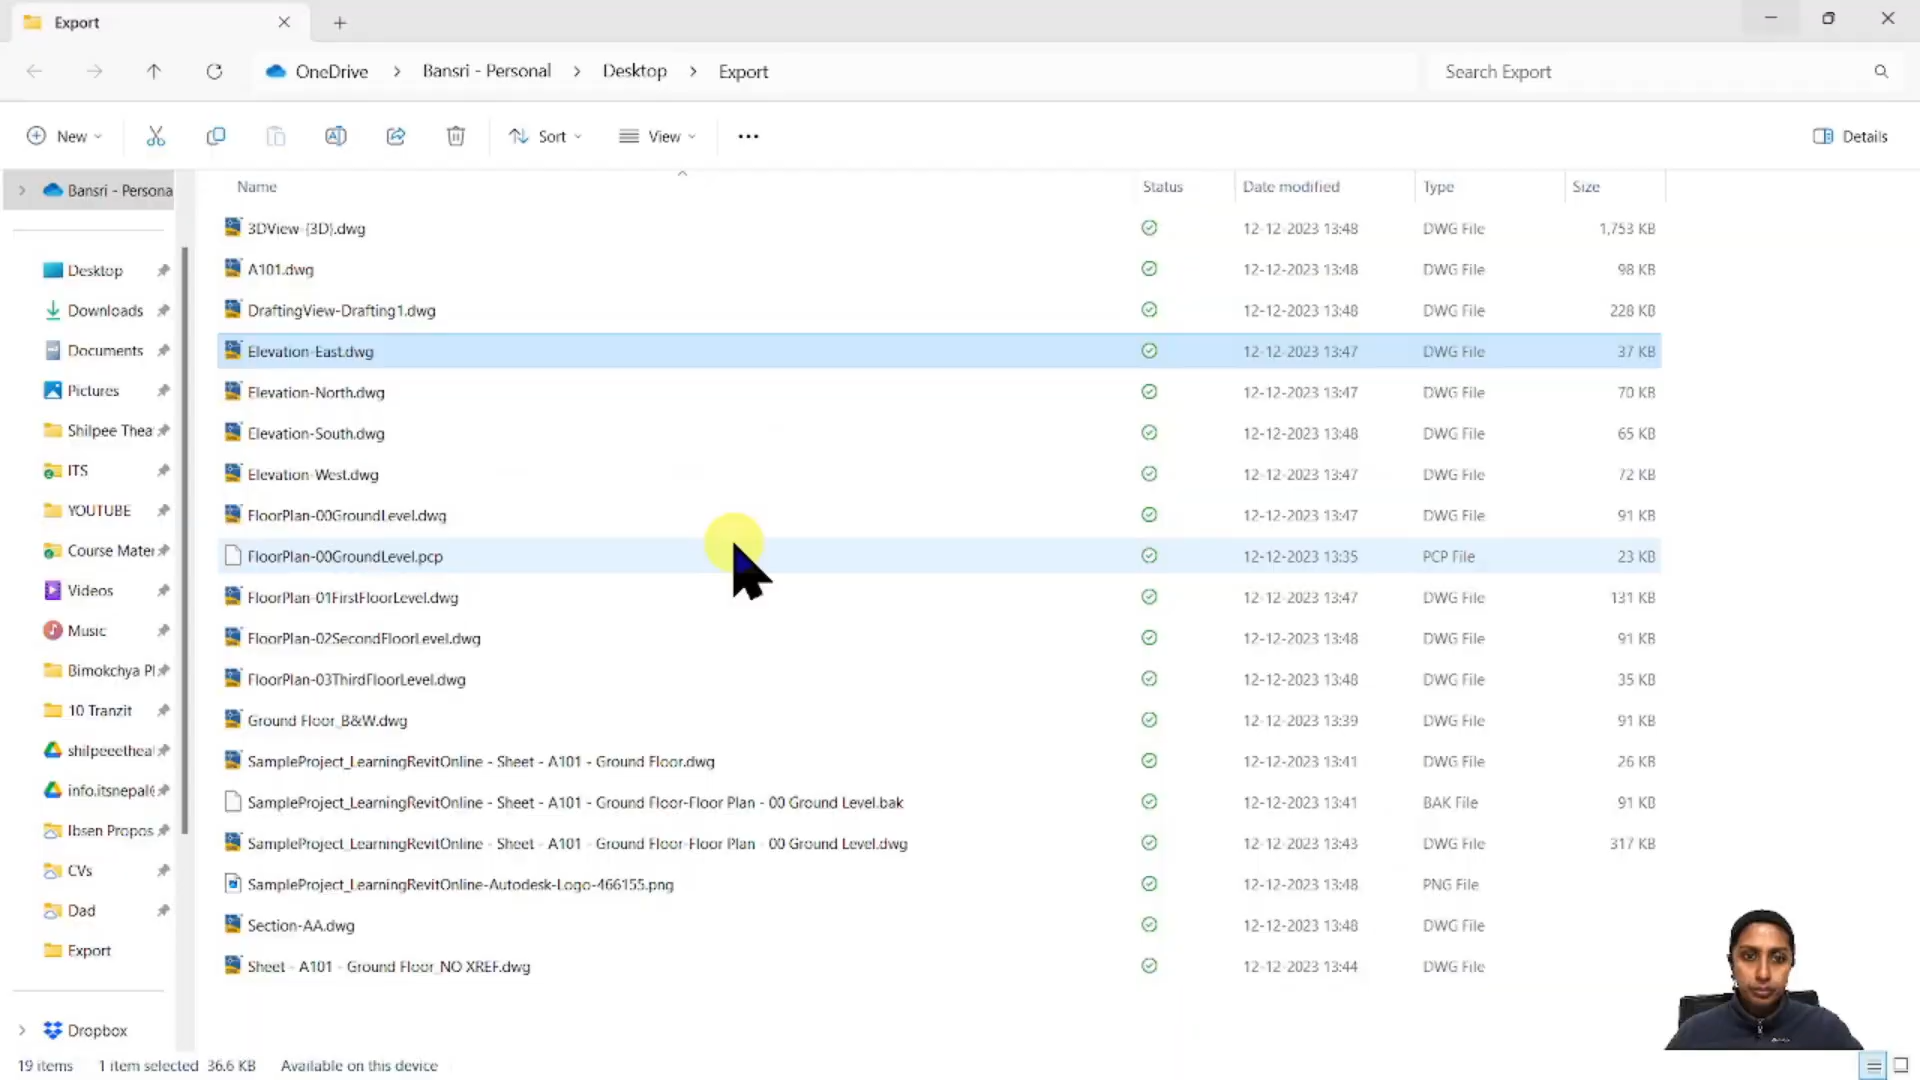 Export
OneDrive > Bansri - Personal > Desktop > Export
Search Export
New
Sort
View
Details
Bansri - Persona
Desktop
Downloads
Documents
Pictures
Shilpee Thea
ITS
YOUTUBE
Course Mater
Videos
Music
Bimokchya Pl
10 Tranzit
shilpeeethea
info.itsnepal
Ibsen Propos
CVs
Dad
Export
Dropbox
Name Status Date modified Type Size
3DView-{3D}.dwg 12-12-2023 13:48 DWG File 1,753 KB
A101.dwg 12-12-2023 13:48 DWG File 98 KB
DraftingView-Drafting1.dwg 12-12-2023 13:48 DWG File 228 KB
Elevation-East.dwg 12-12-2023 13:47 DWG File 37 KB
Elevation-North.dwg 12-12-2023 13:47 DWG File 70 KB
Elevation-South.dwg 12-12-2023 13:48 DWG File 65 KB
Elevation-West.dwg 12-12-2023 13:47 DWG File 72 KB
FloorPlan-00GroundLevel.dwg 12-12-2023 13:47 DWG File 91 KB
FloorPlan-00GroundLevel.pcp 12-12-2023 13:35 PCP File 23 KB
FloorPlan-01FirstFloorLevel.dwg 12-12-2023 13:47 DWG File 131 KB
FloorPlan-02SecondFloorLevel.dwg 12-12-2023 13:48 DWG File 91 KB
FloorPlan-03ThirdFloorLevel.dwg 12-12-2023 13:48 DWG File 35 KB
Ground Floor_B&W.dwg 12-12-2023 13:39 DWG File 91 KB
SampleProject_LearningRevitOnline - Sheet - A101 - Ground Floor.dwg 12-12-2023 13:41 DWG File 26 KB
SampleProject_LearningRevitOnline - Sheet - A101 - Ground Floor-Floor Plan - 00 Ground Level.bak 12-12-2023 13:41 BAK File 91 KB
SampleProject_LearningRevitOnline - Sheet - A101 - Ground Floor-Floor Plan - 00 Ground Level.dwg 12-12-2023 13:43 DWG File 317 KB
SampleProject_LearningRevitOnline-Autodesk-Logo-466155.png 12-12-2023 13:48 PNG File
Section-AA.dwg 12-12-2023 13:48 DWG File
Sheet - A101 - Ground Floor_NO XREF.dwg 12-12-2023 13:44 DWG File
19 items 1 item selected 36.6 KB Available on this device